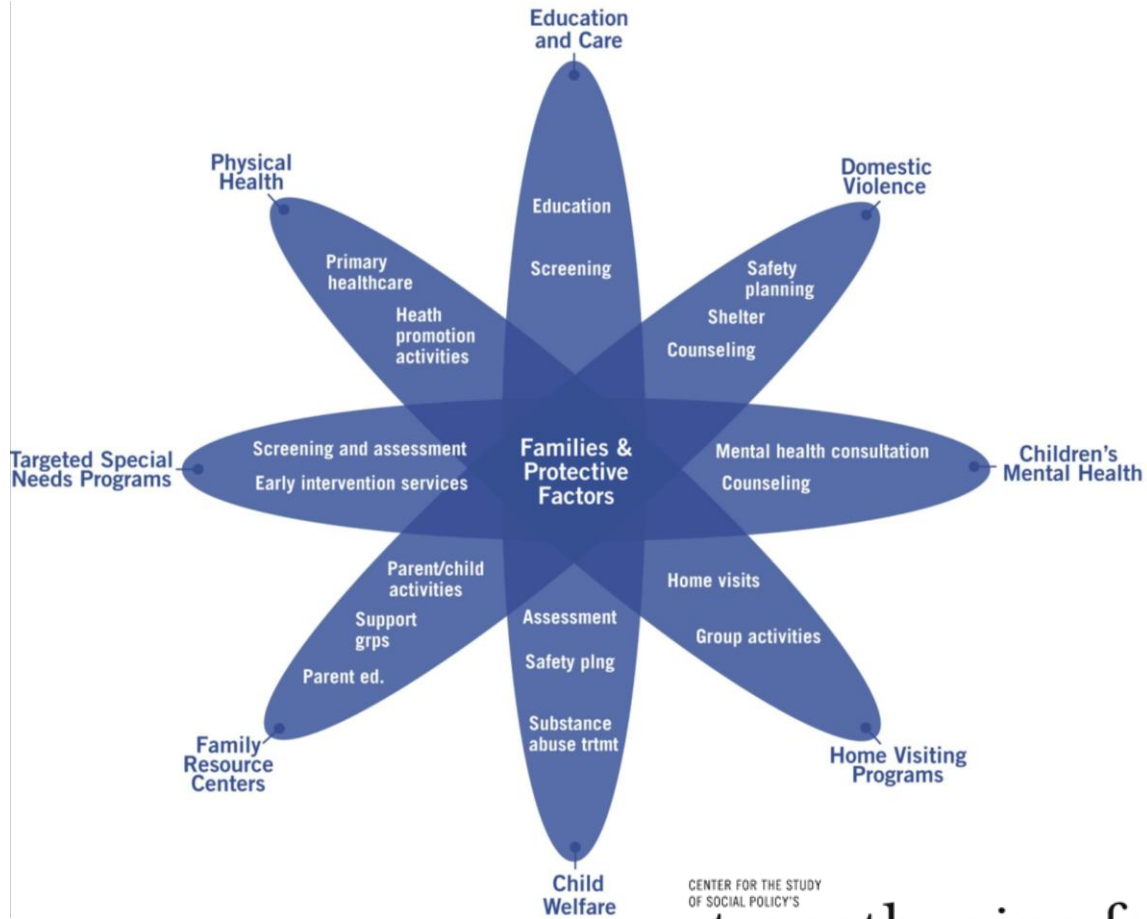 Education
and Care
Physical
Health
Domestic
Violence
Education
Screening
Primary
healthcare
Heath
promotion
activities
Safety
planning
Shelter
Counseling
Targeted Special
Needs Programs
Screening and assessment
Early intervention services
Families &
Protective
Factors
Mental health consultation
Counseling
Children's
Mental Health
Parent/child
activities
Support
grps
Parent ed.
Assessment
Safety plng
Substance
abuse trtmt
Home visits
Group activities
Family
Resource
Centers
Home Visiting
Programs
Child
Welfare
CENTER FOR THE STUDY
OF SOCIAL POLICY'S